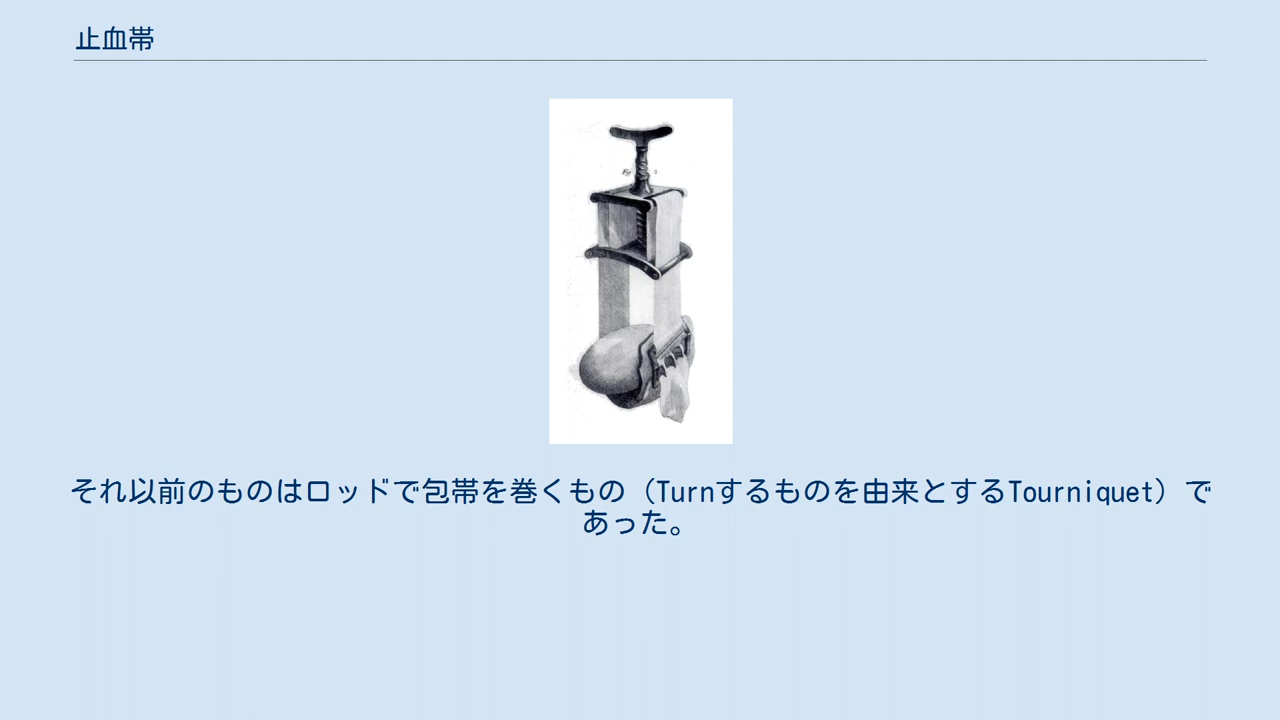 止血帯
それ以前のものはロッドで包帯を巻くもの（Turnするものを由来とするTourniquet）で
あった。